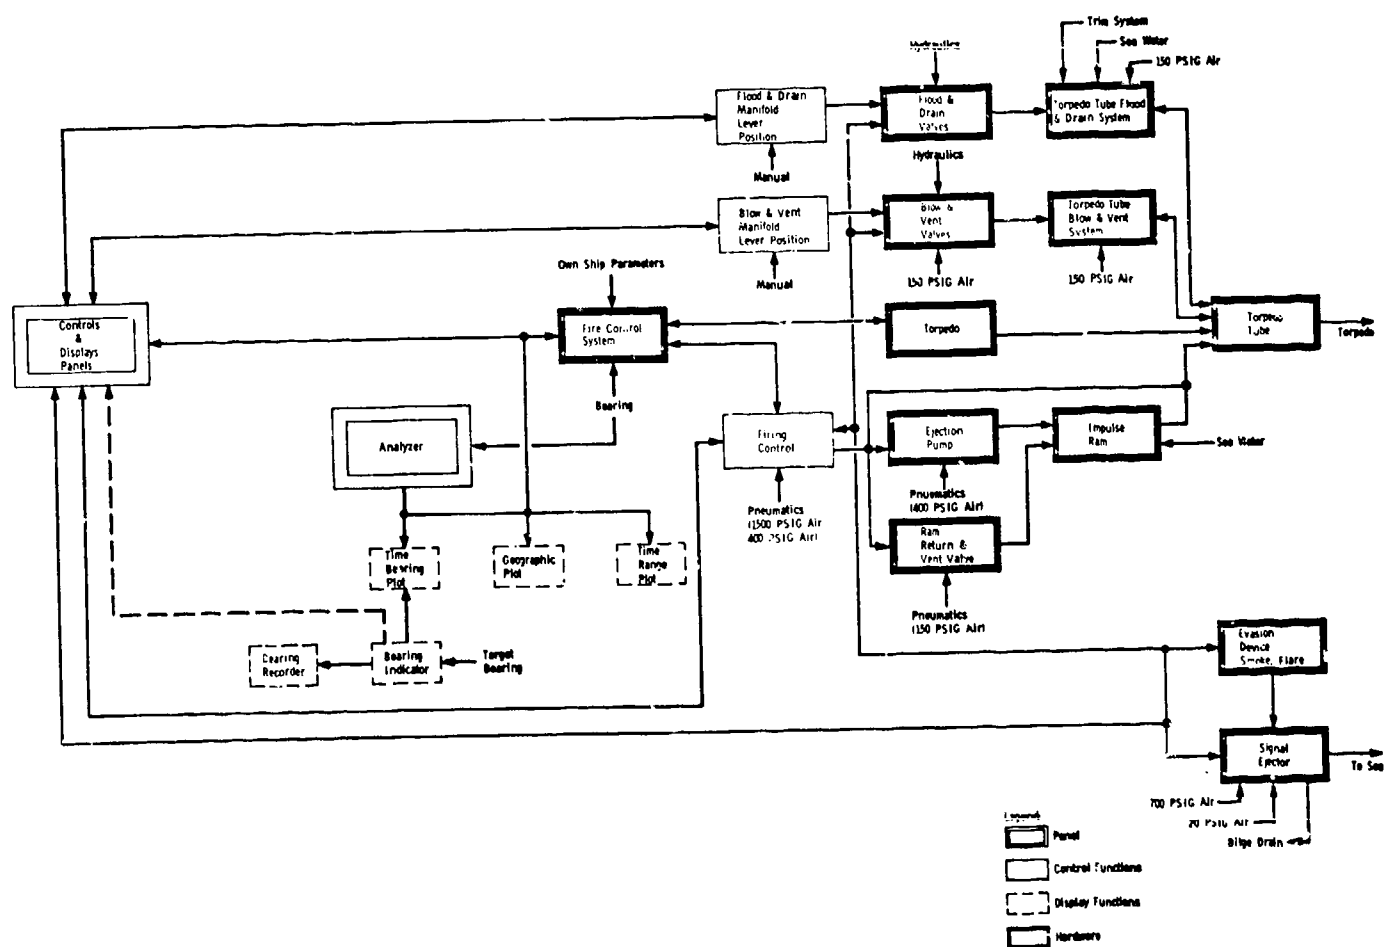 Trim System
Sea Water
150 PSIG Air
Hydraulics
Flood & Drain
Manifold
Lever
Position
Flood &
Drain
Valves
Torpedo Tube Flood
& Drain System
Manual
Hydraulics
Blow & Vent
Manifold
Lever Position
Blow &
Vent
Valves
Torpedo Tube
Blow & Vent
System
Manual
150 PSIG Air
150 PSIG Air
Own Ship Parameters
Controls
&
Displays
Panels
Fire Control
System
Torpedo
Torpedo
Tube
Torpedo
Bearing
Analyzer
Firing
Control
Ejection
Pump
Impulse
Ram
Sea Water
Pneumatics
(1500 PSIG Air
400 PSIG Air)
Pnuematics
(400 PSIG Air)
Time
Bearing
Plot
Geographic
Plot
Time
Range
Plot
Ram
Return &
Vent Valve
Pneumatics
(150 PSIG Air)
Recorder
Bearing
Indicator
Target
Bearing
Evasion
Device
Smoke, Flare
Signal
Ejector
To Sea
700 PSIG Air
20 PSIG Air
Bilge Drain
Legend
Panel
Control Functions
Display Functions
Hardware